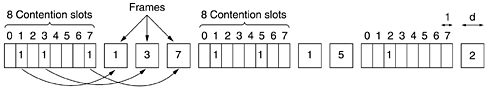 Frames
8 Contention slots 8 Contention slots 1 d
0 1 2 3 4 5 6 7 0 1 2 3 4 5 6 7 0 1 2 3 4 5 6 7
1 1 1 1 3 7 1 1 1 5 1 2